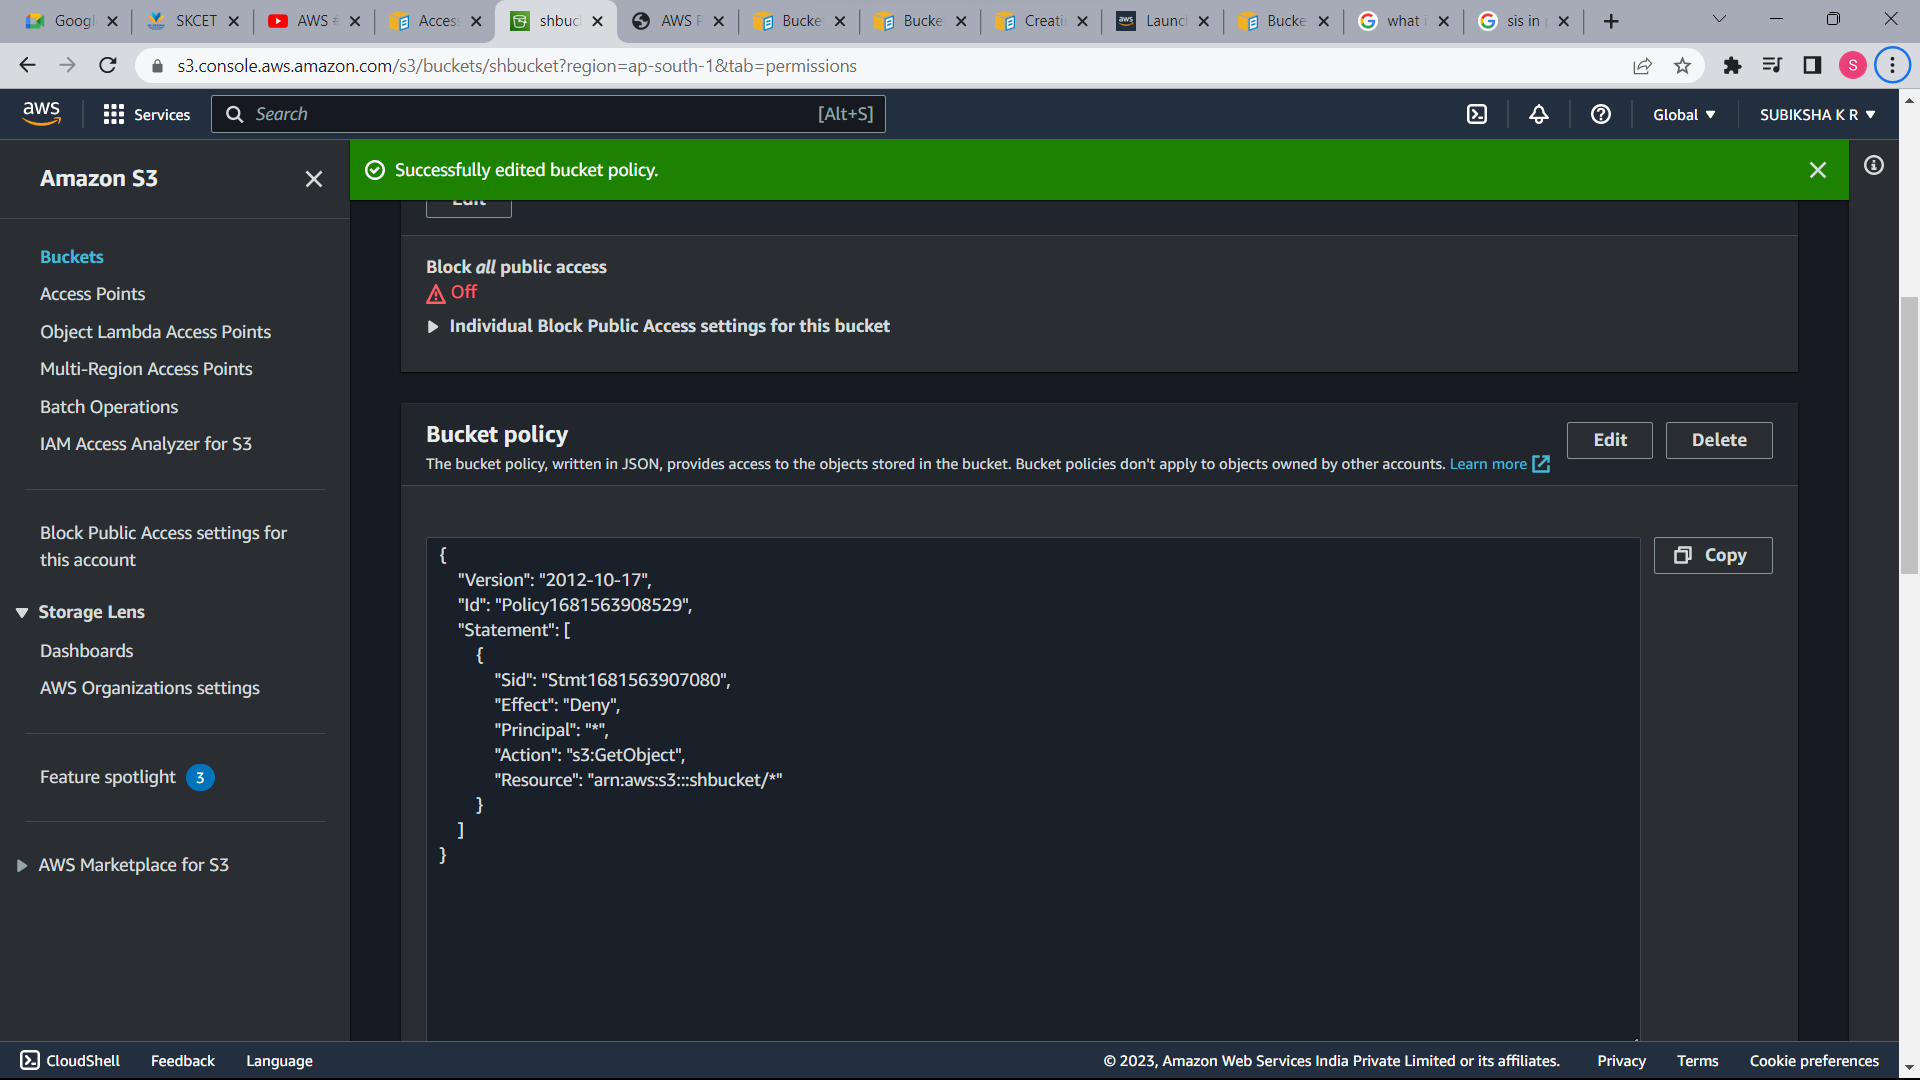 Googl
SKCET
AWS
Access
shbuc
AWS P
Bucke
Bucke
Creati
Launc
Bucke
what i
sis in
s3.console.aws.amazon.com/s3/buckets/shbucket?region=ap-south-1&tab=permissions
S
aws
Services
Search
[Alt+S]
Global
SUBIKSHA K R
Amazon S3
Successfully edited bucket policy.
Edit
Buckets
Access Points
Object Lambda Access Points
Multi-Region Access Points
Batch Operations
IAM Access Analyzer for S3
Block Public Access settings for
this account
Storage Lens
Dashboards
AWS Organizations settings
Feature spotlight 3
AWS Marketplace for S3
Block all public access
Off
Individual Block Public Access settings for this bucket
Bucket policy
Edit
Delete
The bucket policy, written in JSON, provides access to the objects stored in the bucket. Bucket policies don't apply to objects owned by other accounts. Learn more
Copy
{
"Version": "2012-10-17",
"Id": "Policy1681563908529",
"Statement": [
{
"Sid": "Stmt1681563907080",
"Effect": "Deny",
"Principal": "*",
"Action": "s3:GetObject",
"Resource": "arn:aws:s3:::shbucket/*"
}
]
}
CloudShell
Feedback
Language
© 2023, Amazon Web Services India Private Limited or its affiliates.
Privacy
Terms
Cookie preferences